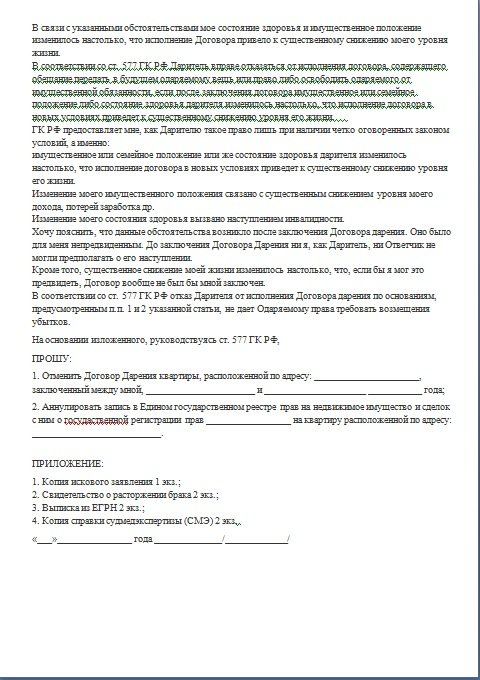 В связи с указанными обстоятельствами мое состояние здоровья и имущественное положение
изменилось настолько, что исполнение Договора привело к существенному снижению моего уровня
жизни.
В соответствии со ст. 577 ГК РФ Даритель вправе отказаться от исполнения договора, содержащего
обещание передать в будущем одаряемому вещь или право либо освободить одаряемого от
имущественной обязанности, если после заключения договора имущественное или семейное
положение либо состояние здоровья дарителя изменилось настолько, что исполнение договора в
новых условиях приведет к существенному снижению уровня его жизни.
ГК РФ предоставляет мне, как Дарителю такое право лишь при наличии четко оговоренных законом
условий, а именно:
имущественное или семейное положение или же состояние здоровья дарителя изменилось
настолько, что исполнение договора в новых условиях приведет к существенному снижению уровня
его жизни.
Изменение моего имущественного положения связано с существенным снижением уровня моего
дохода, потерей заработка др.
Изменение моего состояния здоровья вызвано наступлением инвалидности.
Хочу пояснить, что данные обстоятельства возникло после заключения Договора дарения. Оно было
для меня непредвиденным. До заключения Договора Дарения ни я, как Даритель, ни Ответчик не
могли предполагать о его наступлении.
Кроме того, существенное снижение моей жизни изменилось настолько, что, если бы я мог это
предвидеть, Договор вообще не был бы мной заключен.
В соответствии со ст. 577 ГК РФ отказ Дарителя от исполнения Договора дарения по основаниям,
предусмотренным п.п. 1 и 2 указанной статьи, не дает Одаряемому права требовать возмещения
убытков.
На основании изложенного, руководствуясь ст. 577 ГК РФ,
ПРОШУ:
1. Отменить Договор Дарения квартиры, расположенной по адресу: ______________________,
заключенный между мной, ______________________ и ______________________ ___________ года;
2. Аннулировать запись в Едином государственном реестре прав на недвижимое имущество и сделок
с ним о госудаственной регистрации прав _________________ на квартиру расположенной по адресу:
__________________________.
ПРИЛОЖЕНИЕ:
1. Копия искового заявления 1 экз.;
2. Свидетельство о расторжении брака 2 экз.;
3. Выписка из ЕГРН 2 экз.;
4. Копия справки судмедэкспертизы (СМЭ) 2 экз..
«___»_______________ года ______________/____________/